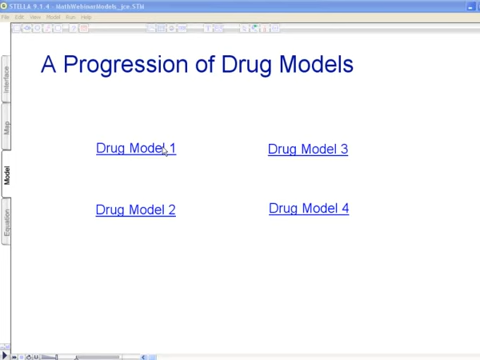 STELLA 9.1.4 - MathWebinarModels_jcm.STM
File Edit View Model Run Help
A Progression of Drug Models
Interface
Map
Model
Equation
Drug Model 1
Drug Model 3
Drug Model 2
Drug Model 4